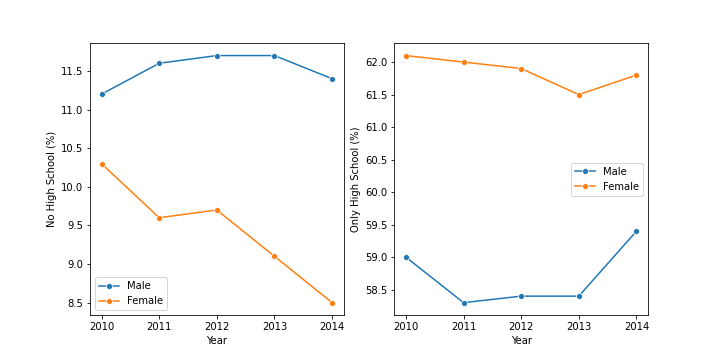 No High School (%)
11.5
11.0
10.5
10.0
9.5
9.0
8.5
Male
Female
2010 2011 2012 2013 2014
Year
Only High School (%)
62.0
61.5
61.0
60.5
60.0
59.5
59.0
58.5
Male
Female
2010 2011 2012 2013 2014
Year